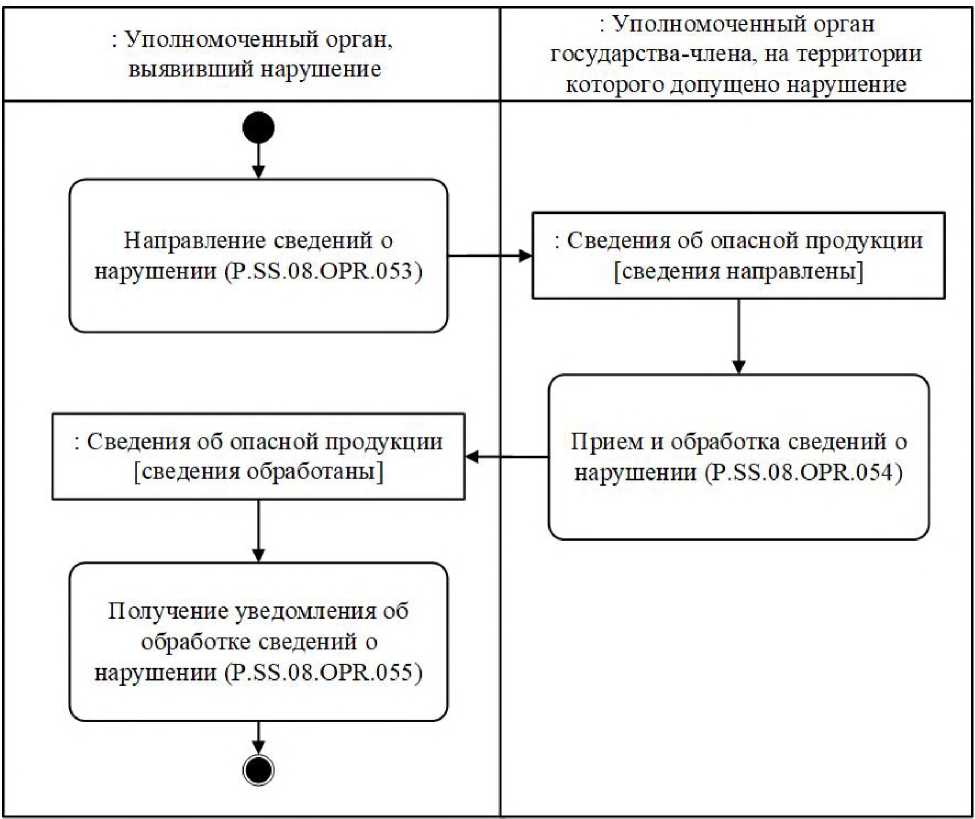 : Уполномоченный орган,
выявивший нарушение
: Уполномоченный орган
государства-члена, на территории
которого допущено нарушение
Направление сведений о
нарушении (P.SS.08.OPR.053)
: Сведения об опасной продукции
[сведения направлены]
Прием и обработка сведений о
нарушении (P.SS.08.OPR.054)
: Сведения об опасной продукции
[сведения обработаны]
Получение уведомления об
обработке сведений о
нарушении (P.SS.08.OPR.055)